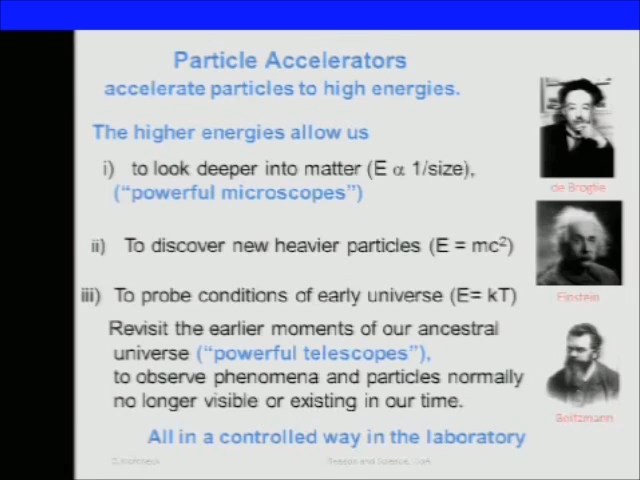 Particle Accelerators
accelerate particles to high energies.
The higher energies allow us
i) to look deeper into matter (E α 1/size),
(“powerful microscopes”)
de Broglie
ii) To discover new heavier particles (E = mc²)
Einstein
iii) To probe conditions of early universe (E= kT)
Revisit the earlier moments of our ancestral
universe (“powerful telescopes”),
to observe phenomena and particles normally
no longer visible or existing in our time.
Boltzmann
All in a controlled way in the laboratory